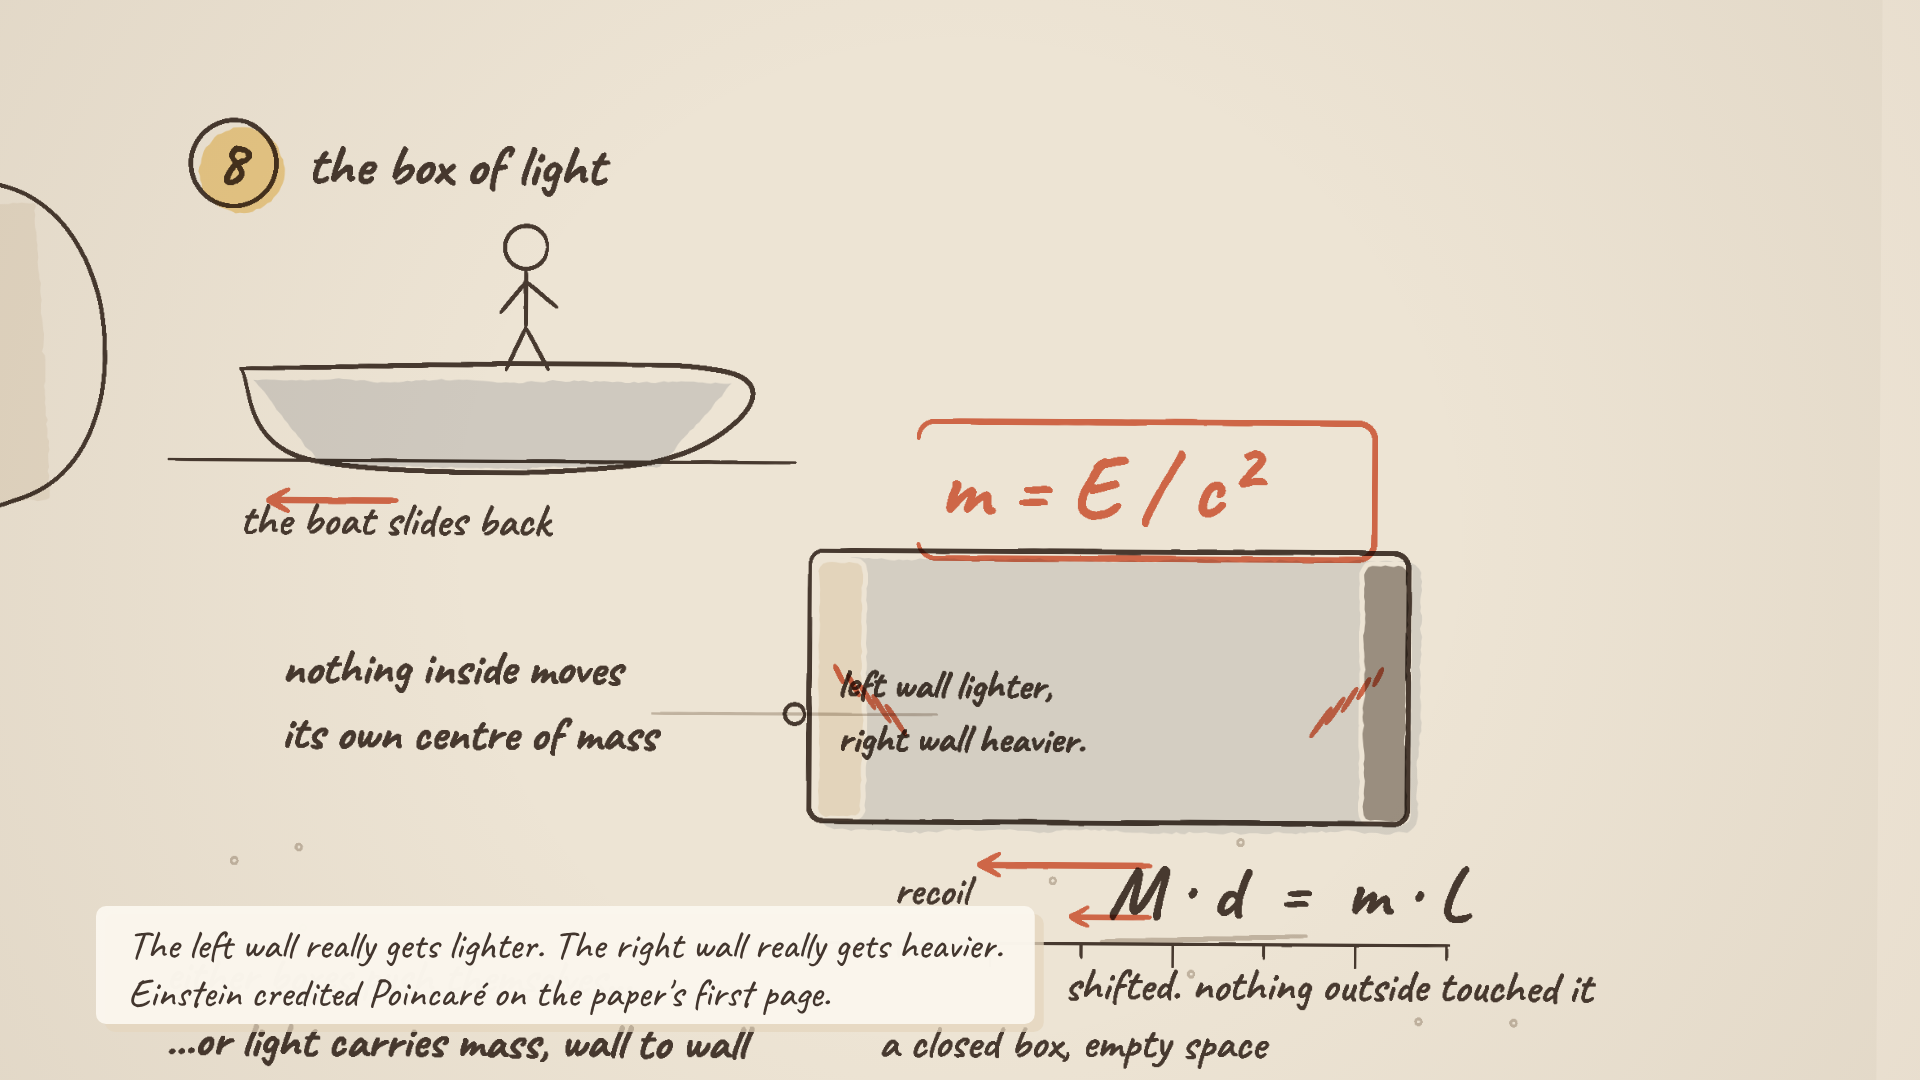 8 the box of light
the boat slides back
m = E / c²
nothing inside moves
its own centre of mass
left wall lighter,
right wall heavier.
recoil
M · d = m · L
The left wall really gets lighter. The right wall really gets heavier.
Einstein credited Poincaré on the paper's first page.
shifted. nothing outside touched it
...or light carries mass, wall to wall
a closed box, empty space